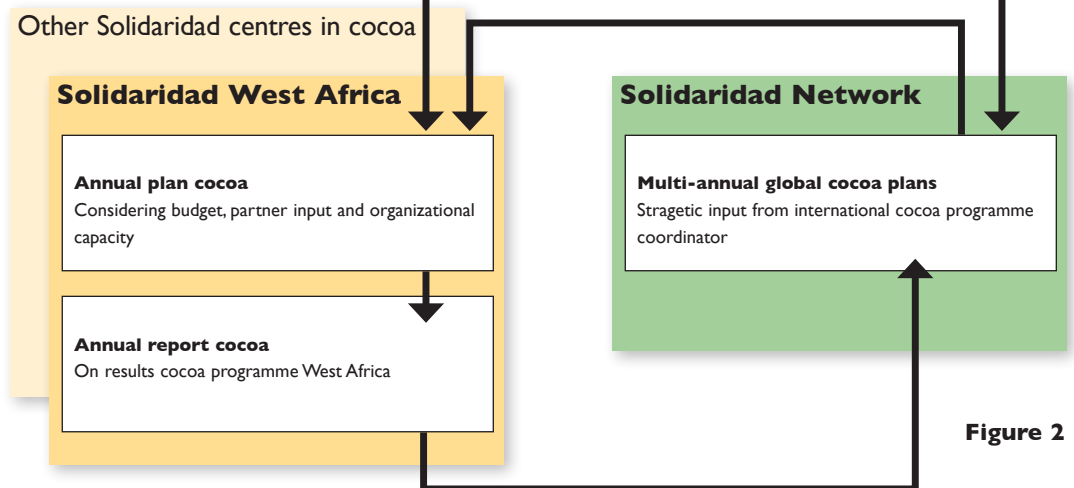 Other Solidaridad centres in cocoa
Solidaridad West Africa
Annual plan cocoa
Considering budget, partner input and organizational
capacity
Annual report cocoa
On results cocoa programme West Africa
Solidaridad Network
Multi-annual global cocoa plans
Stragetic input from international cocoa programme
coordinator
Figure 2